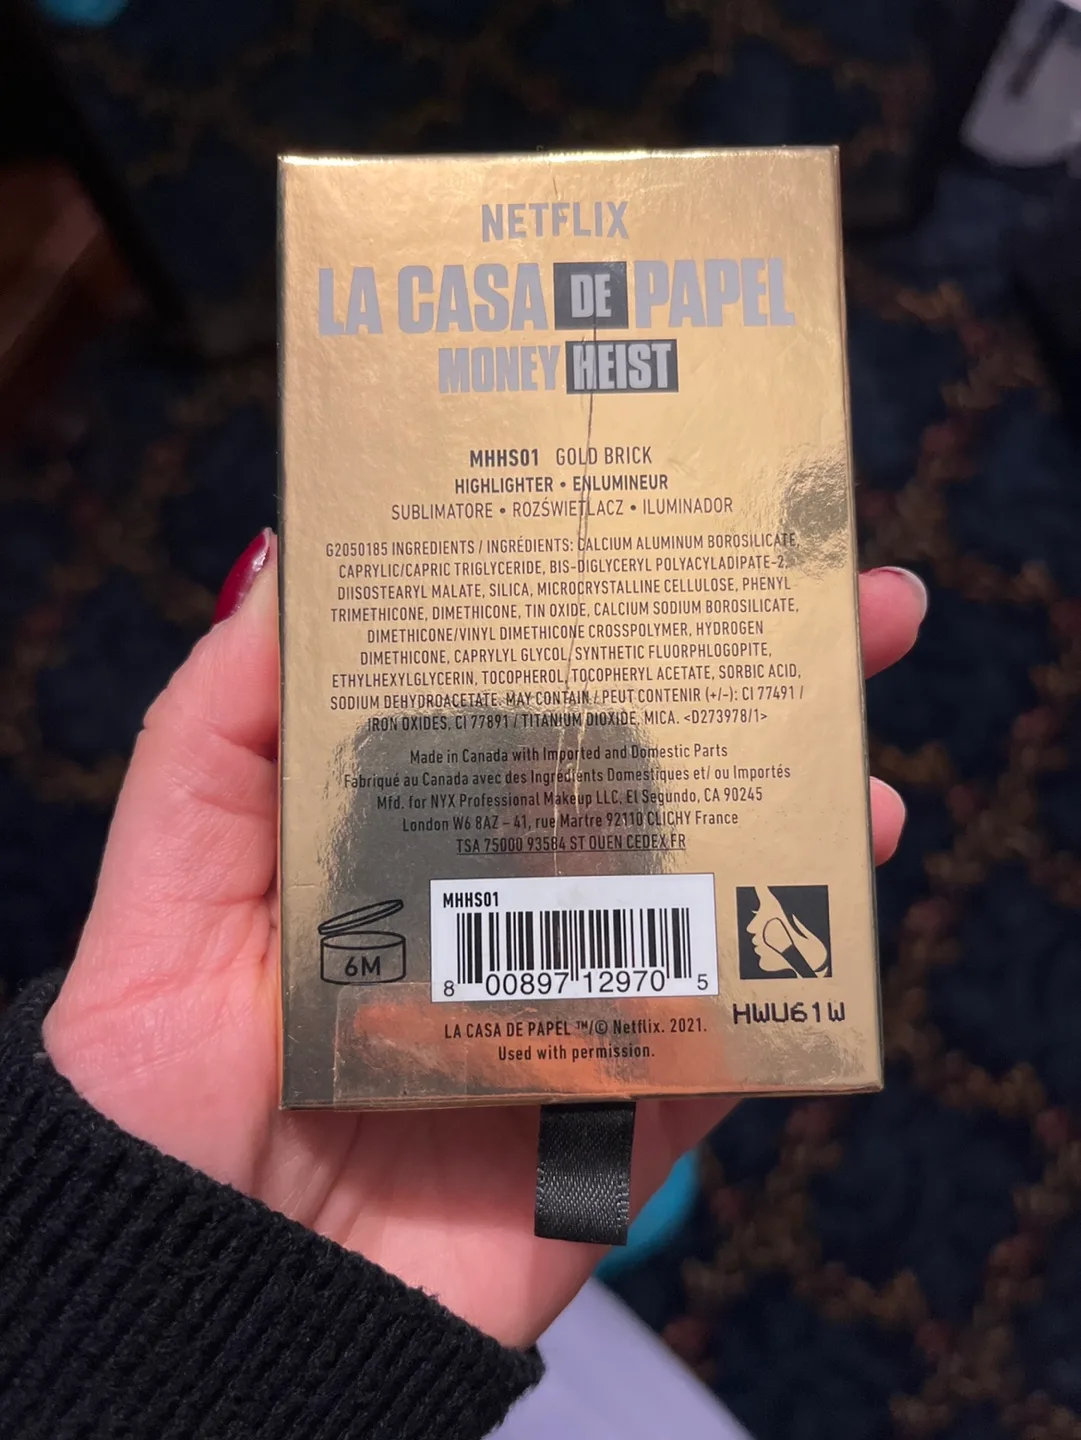 NETFLIX
LA CASA DE PAPEL
MONEY HEIST
MHHS01 GOLD BRICK
HIGHLIGHTER • ENLUMINEUR
SUBLIMATORE • ROZŚWIETLACZ • ILUMINADOR
G2050185 INGREDIENTS / INGRÉDIENTS: CALCIUM ALUMINUM BOROSILICATE,
CAPRYLIC/CAPRIC TRIGLYCERIDE, BIS-DIGLYCERYL POLYACYLADIPATE-2,
DIISOSTEARYL MALATE, SILICA, MICROCRYSTALLINE CELLULOSE, PHENYL
TRIMETHICONE, DIMETHICONE, TIN OXIDE, CALCIUM SODIUM BOROSILICATE,
DIMETHICONE/VINYL DIMETHICONE CROSSPOLYMER, HYDROGEN
DIMETHICONE, CAPRYLYL GLYCOL, SYNTHETIC FLUORPHLOGOPITE,
ETHYLHEXYLGLYCERIN, TOCOPHEROL, TOCOPHERYL ACETATE, SORBIC ACID,
SODIUM DEHYDROACETATE. MAY CONTAIN / PEUT CONTENIR (+/-): CI 77491 /
IRON OXIDES, CI 77891 / TITANIUM DIOXIDE, MICA. <D273978/1>
Made in Canada with Imported and Domestic Parts
Fabriqué au Canada avec des Ingrédients Domestiques et/ ou Importés
Mfd. for NYX Professional Makeup LLC, El Segundo, CA 90245
London W6 8AZ – 41, rue Martre 92110 CLICHY France
TSA 75000 93584 ST OUEN CEDEX FR
MHHS01
6M
8 00897 12970 5
HWU61W
LA CASA DE PAPEL ™/© Netflix. 2021.
Used with permission.